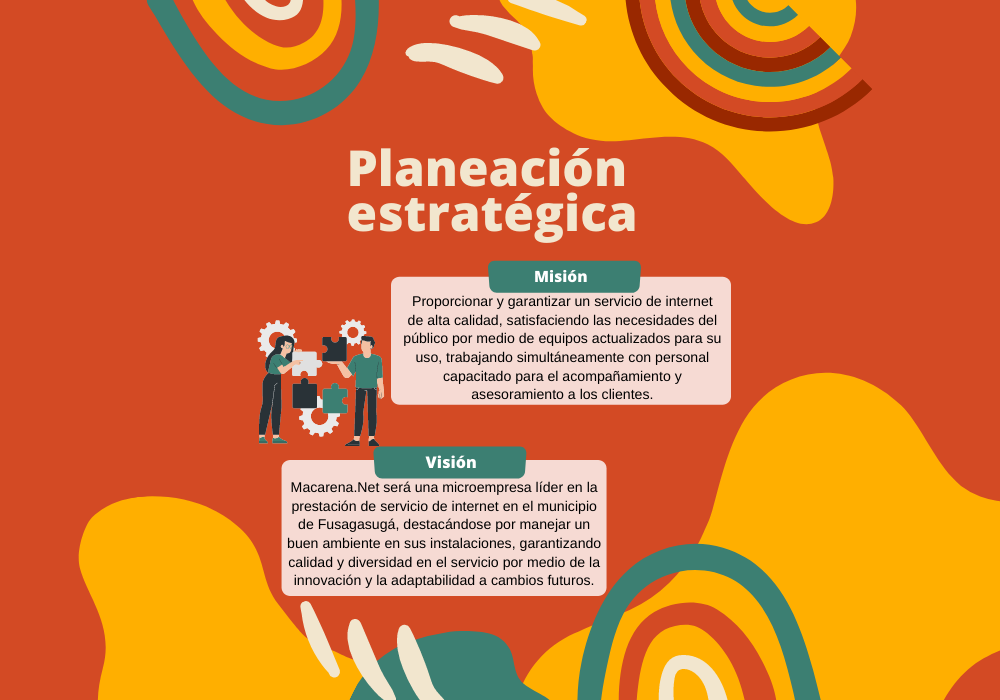 Planeación
estratégica
Misión
Proporcionar y garantizar un servicio de internet
de alta calidad, satisfaciendo las necesidades del
público por medio de equipos actualizados para su
uso, trabajando simultáneamente con personal
capacitado para el acompañamiento y
asesoramiento a los clientes.
Visión
Macarena.Net será una microempresa líder en la
prestación de servicio de internet en el municipio
de Fusagasugá, destacándose por manejar un
buen ambiente en sus instalaciones, garantizando
calidad y diversidad en el servicio por medio de la
innovación y la adaptabilidad a cambios futuros.